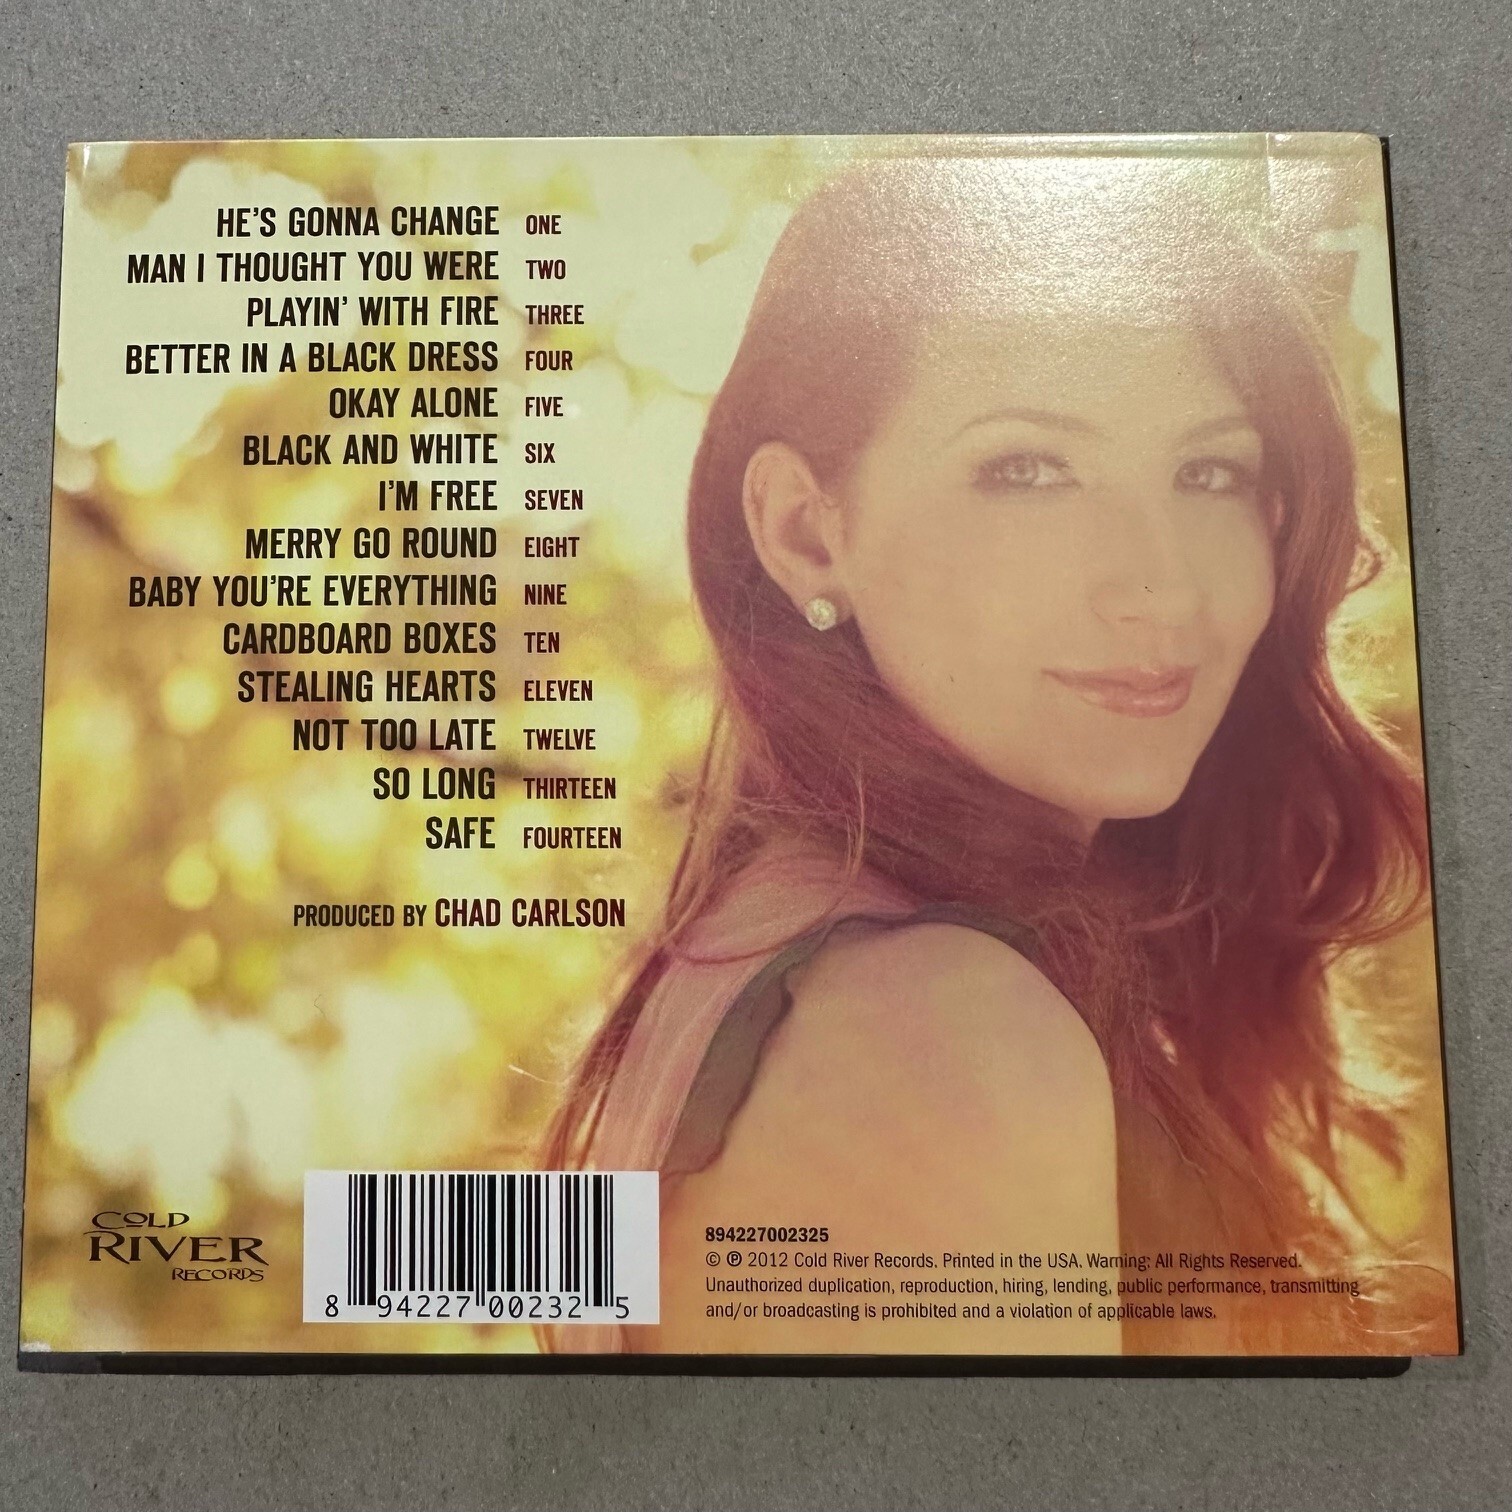 HE'S GONNA CHANGE ONE
MAN I THOUGHT YOU WERE TWO
PLAYIN' WITH FIRE THREE
BETTER IN A BLACK DRESS FOUR
OKAY ALONE FIVE
BLACK AND WHITE SIX
I'M FREE SEVEN
MERRY GO ROUND EIGHT
BABY YOU'RE EVERYTHING NINE
CARDBOARD BOXES TEN
STEALING HEARTS ELEVEN
NOT TOO LATE TWELVE
SO LONG THIRTEEN
SAFE FOURTEEN
PRODUCED BY CHAD CARLSON
COLD
RIVER
RECORDS
8 94227 00232 5
894227002325
© ℗ 2012 Cold River Records. Printed in the USA. Warning: All Rights Reserved.
Unauthorized duplication, reproduction, hiring, lending, public performance, transmitting
and/or broadcasting is prohibited and a violation of applicable laws.